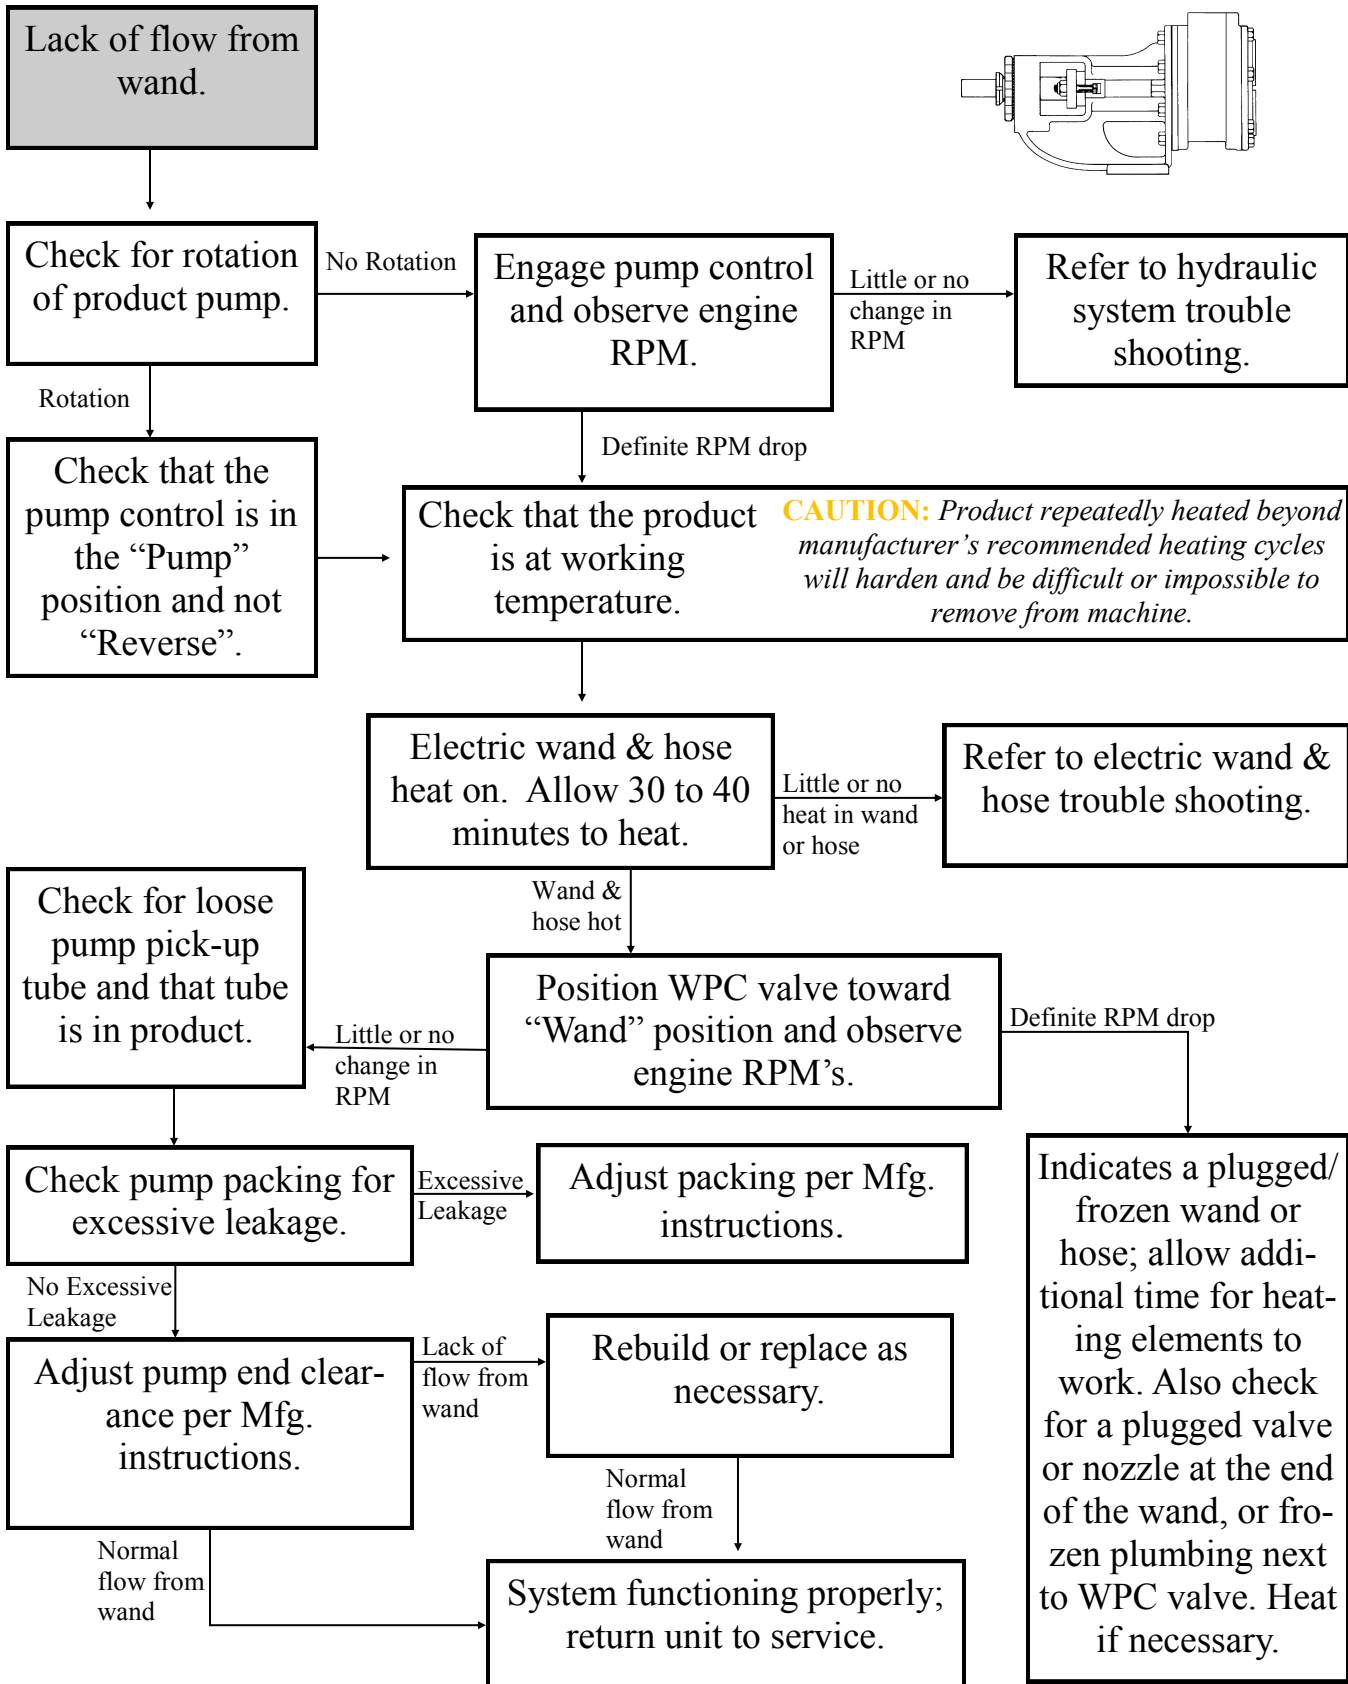 Lack of flow from
wand.
Check for rotation
of product pump.
No Rotation
Engage pump control
and observe engine
RPM.
Little or no
change in
RPM
Refer to hydraulic
system trouble
shooting.
Rotation
Definite RPM drop
Check that the
pump control is in
the “Pump”
position and not
“Reverse”.
Check that the product
is at working
temperature.
CAUTION: Product repeatedly heated beyond
manufacturer’s recommended heating cycles
will harden and be difficult or impossible to
remove from machine.
Electric wand & hose
heat on.  Allow 30 to 40
minutes to heat.
Little or no
heat in wand
or hose
Refer to electric wand &
hose trouble shooting.
Wand &
hose hot
Check for loose
pump pick-up
tube and that tube
is in product.
Little or no
change in
RPM
Position WPC valve toward
“Wand” position and observe
engine RPM’s.
Definite RPM drop
Check pump packing for
excessive leakage.
Excessive
Leakage
Adjust packing per Mfg.
instructions.
Indicates a plugged/
frozen wand or
hose; allow addi-
tional time for heat-
ing elements to
work. Also check
for a plugged valve
or nozzle at the end
of the wand, or fro-
zen plumbing next
to WPC valve. Heat
if necessary.
No Excessive
Leakage
Adjust pump end clear-
ance per Mfg.
instructions.
Lack of
flow from
wand
Rebuild or replace as
necessary.
Normal
flow from
wand
Normal
flow from
wand
System functioning properly;
return unit to service.